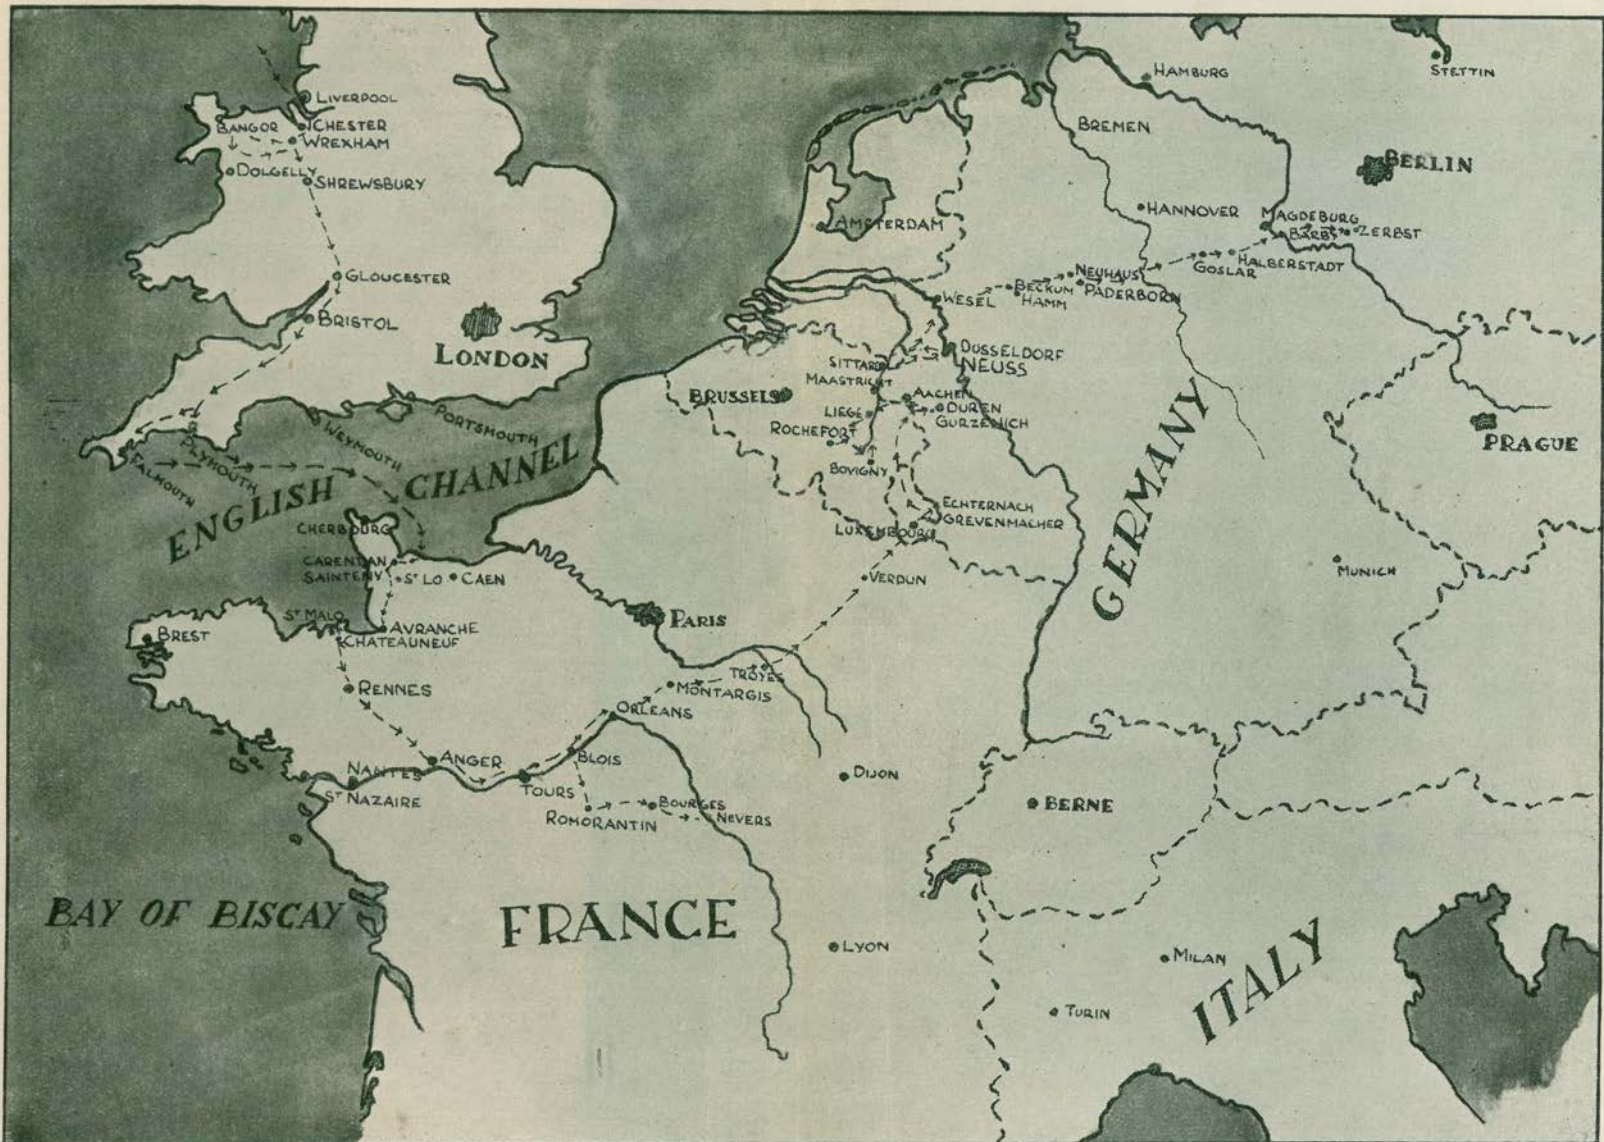 LIVERPOOL
CHESTER
BANGOR
WREXHAM
DOLGELLY
SHREWSBURY
GLOUCESTER
BRISTOL
LONDON
PORTSMOUTH
WEYMOUTH
PLYMOUTH
FALMOUTH
ENGLISH CHANNEL
HAMBURG
STETTIN
BREMEN
BERLIN
HANNOVER
MAGDEBURG
BARBY
ZERBST
AMSTERDAM
HALBERSTADT
GOSLAR
NEUHAUS
PADERBORN
BECKUM
HAMM
WESEL
DUSSELDORF
NEUSS
SITTARD
MAASTRICHT
BRUSSELS
AACHEN
DUREN
GURZENICH
LIEGE
ROCHEFORT
BOVIGNY
ECHTERNACH
GREVENMACHER
LUXEMBOURG
GERMANY
PRAGUE
MUNICH
CHERBOURG
CARENTAN
SAINTENY
ST LO
CAEN
VERDUN
ST MALO
AVRANCHE
CHATEAUNEUF
BREST
PARIS
RENNES
TROYES
MONTARGIS
ORLEANS
ANGER
BLOIS
NANTES
ST NAZAIRE
TOURS
DIJON
ROMORANTIN
BOURGES
NEVERS
BERNE
BAY OF BISCAY
FRANCE
LYON
MILAN
TURIN
ITALY